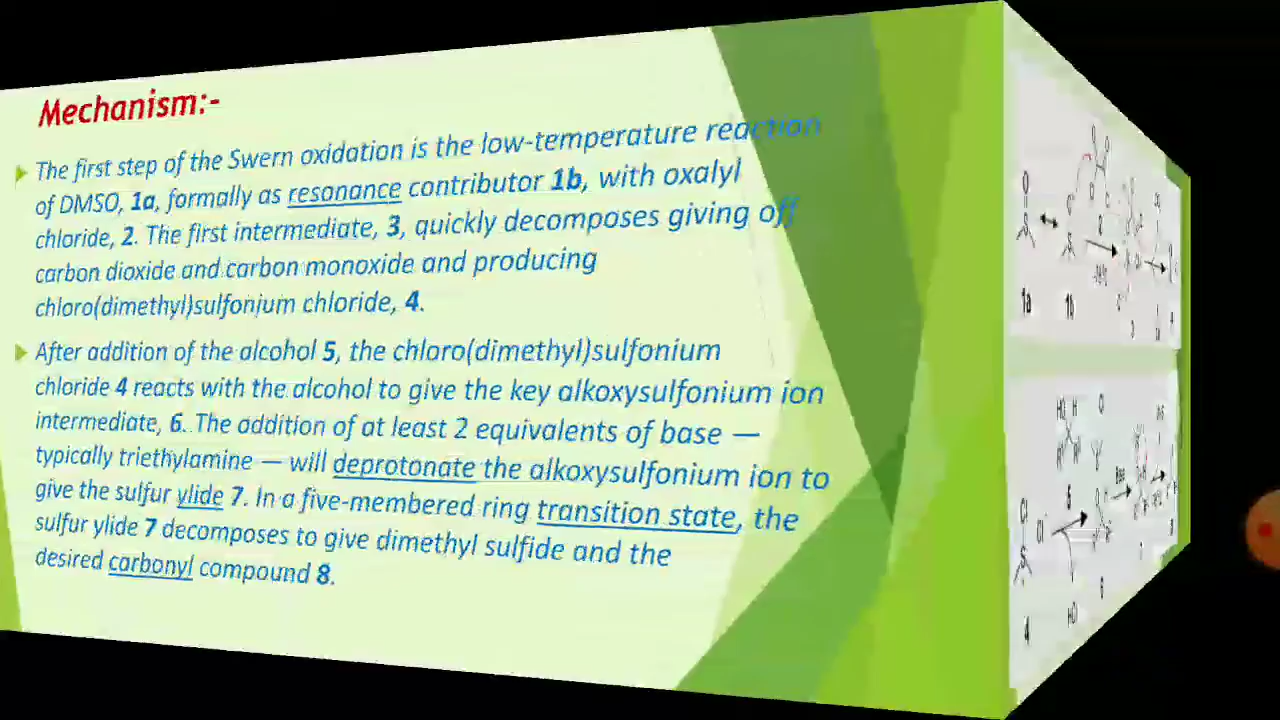 Mechanism:-
The first step of the Swern oxidation is the low-temperature reaction
of DMSO, 1a, formally as resonance contributor 1b, with oxalyl
chloride, 2. The first intermediate, 3, quickly decomposes giving off
carbon dioxide and carbon monoxide and producing
chloro(dimethyl)sulfonium chloride, 4.
After addition of the alcohol 5, the chloro(dimethyl)sulfonium
chloride 4 reacts with the alcohol to give the key alkoxysulfonium ion
intermediate, 6. The addition of at least 2 equivalents of base —
typically triethylamine — will deprotonate the alkoxysulfonium ion to
give the sulfur ylide 7. In a five-membered ring transition state, the
sulfur ylide 7 decomposes to give dimethyl sulfide and the
desired carbonyl compound 8.
1a
1b
4
HCl
6